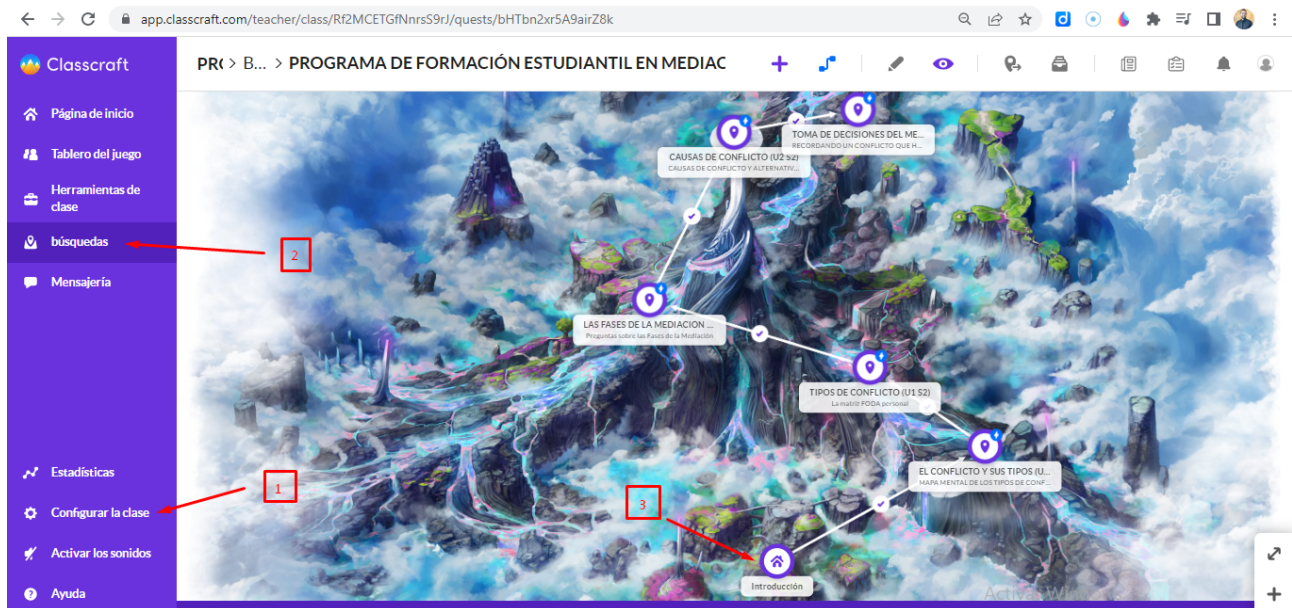 app.classcraft.com/teacher/class/Rf2MCETGfNnrsS9rJ/quests/bHTbn2xr5A9airZ8k
Classcraft
PR( > B... > PROGRAMA DE FORMACIÓN ESTUDIANTIL EN MEDIAC
Página de inicio
Tablero del juego
Herramientas de
clase
búsquedas
Mensajería
Estadísticas
Configurar la clase
Activar los sonidos
Ayuda
2
1
3
TOMA DE DECISIONES DEL ME...
RECORDANDO UN CONFLICTO QUE H...
CAUSAS DE CONFLICTO (U2 S2)
CAUSAS DE CONFLICTO Y ALTERNATIV...
LAS FASES DE LA MEDIACION ...
Preguntas sobre las Fases de la Mediación
TIPOS DE CONFLICTO (U1 S2)
La matriz FODA personal
EL CONFLICTO Y SUS TIPOS (U...
MAPA MENTAL DE LOS TIPOS DE CONF...
Introducción